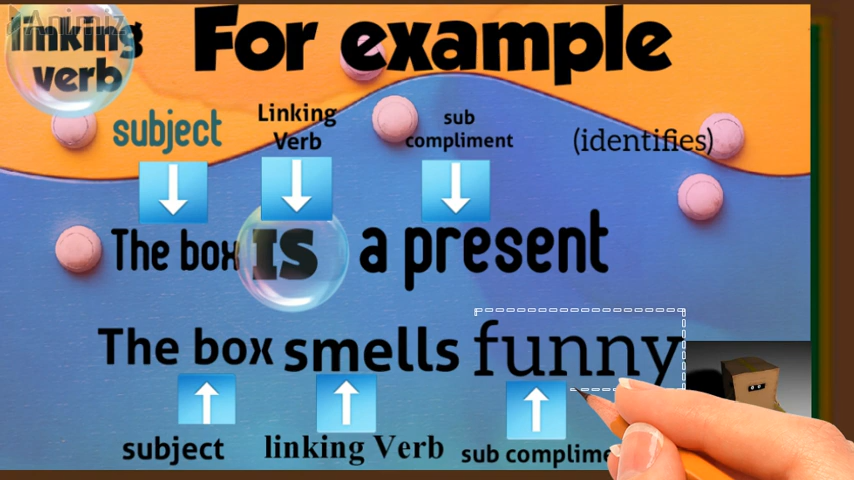 Animiz
linking
verb
For example
subject
Linking
Verb
sub
compliment
(identifies)
The box IS a present
The box smells funny
subject
linking Verb
sub complime